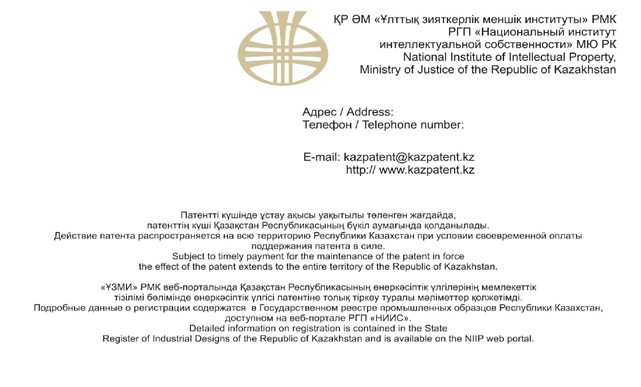 ҚР ӘМ «Ұлттық зияткерлік меншік институты» РМК
РГП «Национальный институт
интеллектуальной собственности» МЮ РК
National Institute of Intellectual Property,
Ministry of Justice of the Republic of Kazakhstan
Адрес / Address:
Телефон / Telephone number:
E-mail: kazpatent@kazpatent.kz
http:// www.kazpatent.kz
Патентті күшінде ұстау ақысы уақытылы төленген жағдайда,
патенттің күші Қазақстан Республикасының бүкіл аумағында қолданылады.
Действие патента распространяется на всю территорию Республики Казахстан при условии своевременной оплаты
поддержания патента в силе.
Subject to timely payment for the maintenance of the patent in force
the effect of the patent extends to the entire territory of the Republic of Kazakhstan.
«ҰЗМИ» РМК веб-порталында Қазақстан Республикасының өнеркәсіптік үлгілерінің мемлекеттік
тізілімі бөлімінде өнеркәсіптік үлгісі патентіне толық тіркеу туралы мәліметтер қолжетімді.
Подробные данные о регистрации содержатся в Государственном реестре промышленных образцов Республики Казахстан,
доступном на веб-портале РГП «НИИС».
Detailed information on registration is contained in the State
Register of Industrial Designs of the Republic of Kazakhstan and is available on the NIIP web portal.